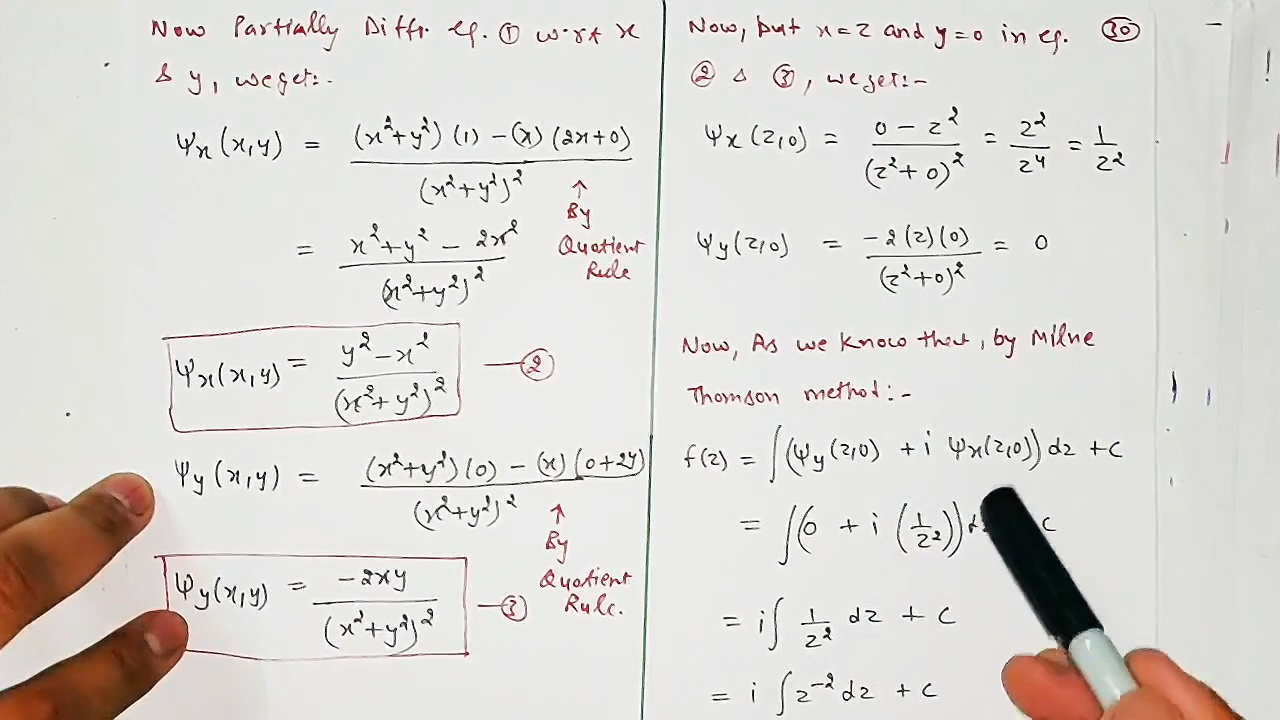 Now Partially Diffr. eq. ① w.r.t x
& y, we get:-
Ψx(x,y) = (x²+y²)(1) - (x)(2x+0) / (x²+y²)²
↑
By
Quotient
Rule
= x²+y² - 2x² / (x²+y²)²
Ψx(x,y) = y²-x² / (x²+y²)² —②
Ψy(x,y) = (x²+y²)(0) - (x)(0+2y) / (x²+y²)²
↑
By
Quotient
Rule.
Ψy(x,y) = -2xy / (x²+y²)² —③
Now, put x=z and y=0 in eq. ㉚
② & ③, we get:-
Ψx(z,0) = 0-z² / (z²+0)² = z²/z⁴ = 1/z²
Ψy(z,0) = -2(z)(0) / (z²+0)² = 0
Now, As we know that, by Milne
Thomson method:-
f(z) = ∫(Ψy(z,0) + i Ψx(z,0))dz + c
= ∫(0 + i (1/z²))d c
= i∫ 1/z² dz + c
= i ∫z⁻² dz + c